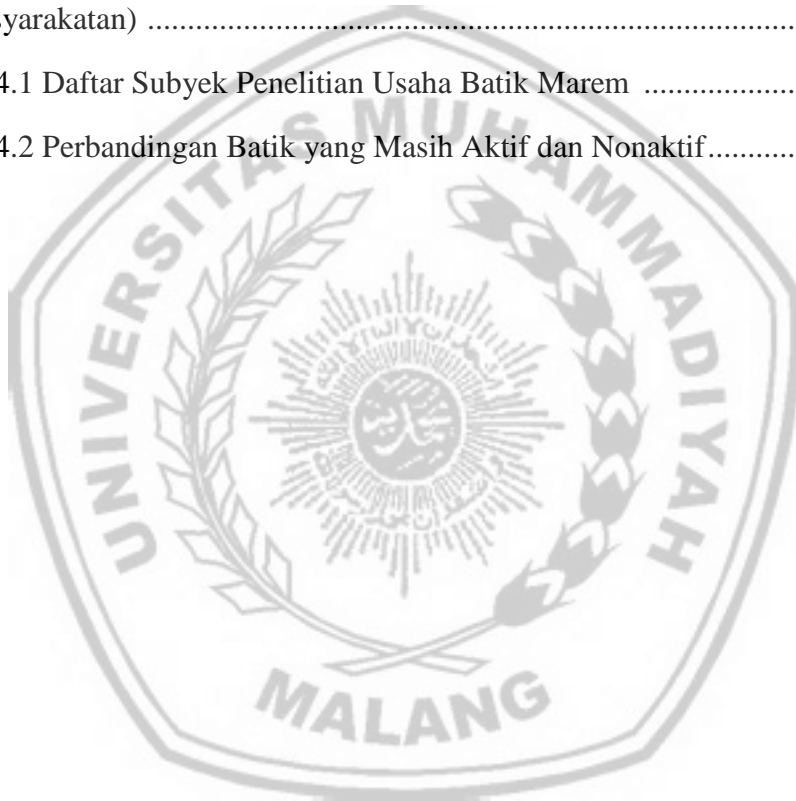 syarakatan) ........................................................................................
4.1 Daftar Subyek Penelitian Usaha Batik Marem ....................
4.2 Perbandingan Batik yang Masih Aktif dan Nonaktif...........
UNIVERSITAS MUHAMMADIYAH
MALANG